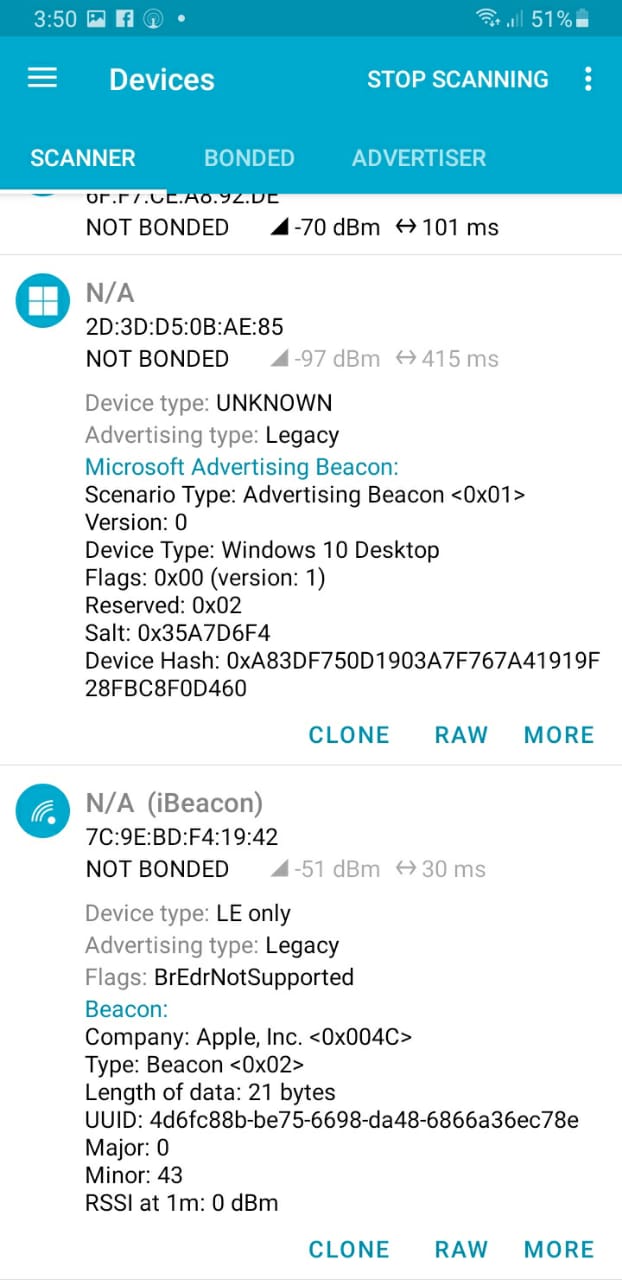 3:50
51%
Devices
STOP SCANNING
SCANNER
BONDED
ADVERTISER
6F:F7:CE:A8:92:DE
NOT BONDED -70 dBm ↔ 101 ms
N/A
2D:3D:D5:0B:AE:85
NOT BONDED -97 dBm ↔ 415 ms
Device type: UNKNOWN
Advertising type: Legacy
Microsoft Advertising Beacon:
Scenario Type: Advertising Beacon <0x01>
Version: 0
Device Type: Windows 10 Desktop
Flags: 0x00 (version: 1)
Reserved: 0x02
Salt: 0x35A7D6F4
Device Hash: 0xA83DF750D1903A7F767A41919F
28FBC8F0D460
CLONE RAW MORE
N/A (iBeacon)
7C:9E:BD:F4:19:42
NOT BONDED -51 dBm ↔ 30 ms
Device type: LE only
Advertising type: Legacy
Flags: BrEdrNotSupported
Beacon:
Company: Apple, Inc. <0x004C>
Type: Beacon <0x02>
Length of data: 21 bytes
UUID: 4d6fc88b-be75-6698-da48-6866a36ec78e
Major: 0
Minor: 43
RSSI at 1m: 0 dBm
CLONE RAW MORE